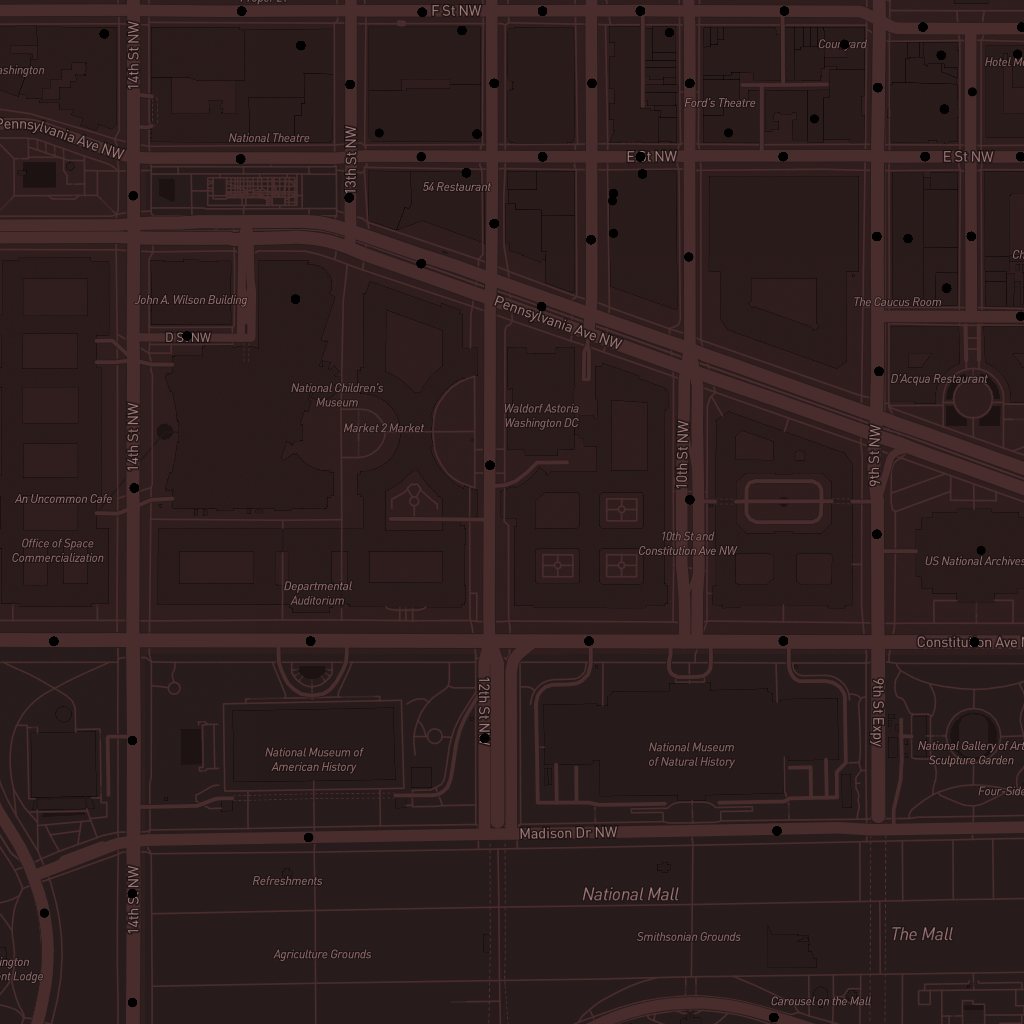 F St NW
14th St NW
Courtyard
Hotel M
ashington
Ford's Theatre
Pennsylvania Ave NW
National Theatre
13th St NW
E St NW
E St NW
54 Restaurant
John A. Wilson Building
Pennsylvania Ave NW
The Caucus Room
D St NW
D'Acqua Restaurant
National Children's
Museum
Market 2 Market
Waldorf Astoria
Washington DC
14th St NW
10th St NW
9th St NW
An Uncommon Cafe
Office of Space
Commercialization
10th St and
Constitution Ave NW
US National Archives
Departmental
Auditorium
Constitution Ave N
12th St NW
9th St Expy
National Museum of
American History
National Museum
of Natural History
National Gallery of Art
Sculpture Garden
Four-Side
Madison Dr NW
Refreshments
National Mall
14th St NW
The Mall
Smithsonian Grounds
Agriculture Grounds
ington
nt Lodge
Carousel on the Mall